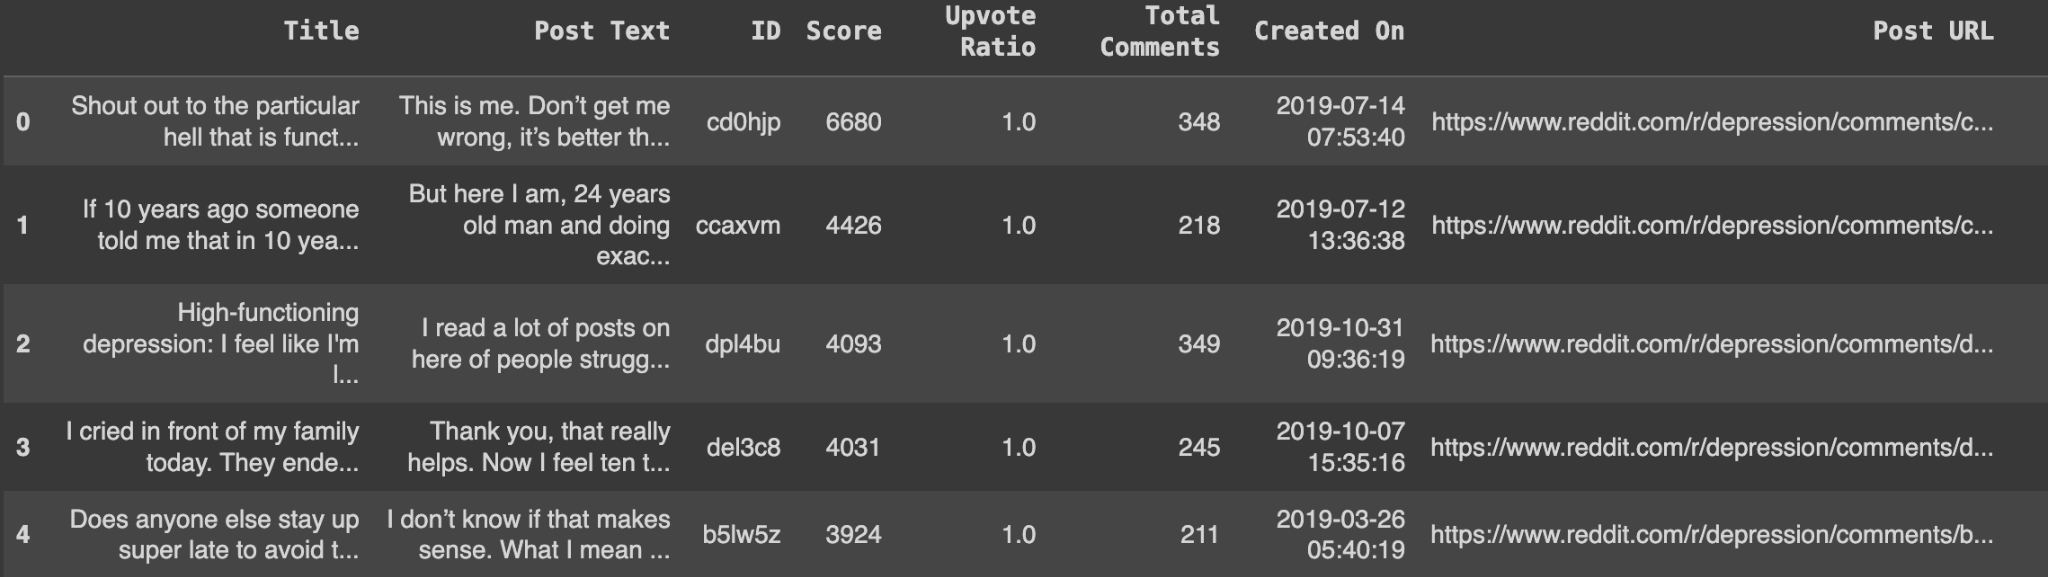 Title Post Text ID Score Upvote Ratio Total Comments Created On Post URL
0 Shout out to the particular hell that is funct... This is me. Don’t get me wrong, it’s better th... cd0hjp 6680 1.0 348 2019-07-14 07:53:40 https://www.reddit.com/r/depression/comments/c...
1 If 10 years ago someone told me that in 10 yea... But here I am, 24 years old man and doing exac... ccaxvm 4426 1.0 218 2019-07-12 13:36:38 https://www.reddit.com/r/depression/comments/c...
2 High-functioning depression: I feel like I'm l... I read a lot of posts on here of people strugg... dpl4bu 4093 1.0 349 2019-10-31 09:36:19 https://www.reddit.com/r/depression/comments/d...
3 I cried in front of my family today. They ende... Thank you, that really helps. Now I feel ten t... del3c8 4031 1.0 245 2019-10-07 15:35:16 https://www.reddit.com/r/depression/comments/d...
4 Does anyone else stay up super late to avoid t... I don’t know if that makes sense. What I mean ... b5lw5z 3924 1.0 211 2019-03-26 05:40:19 https://www.reddit.com/r/depression/comments/b...